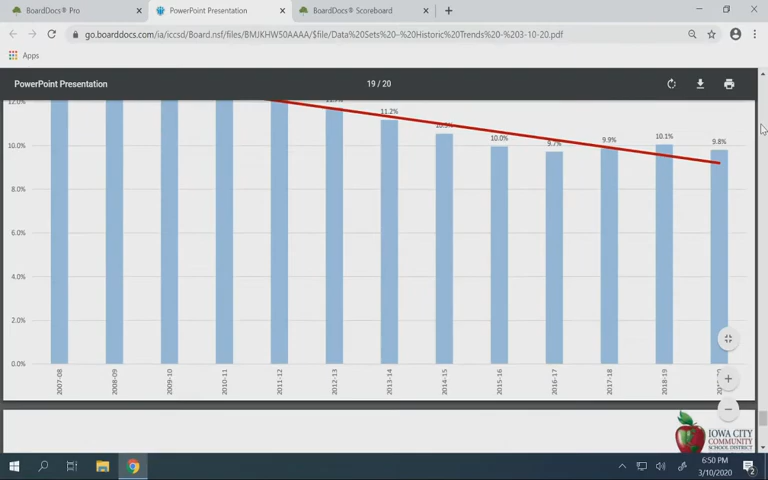 BoardDocs® Pro
PowerPoint Presentation
BoardDocs® Scoreboard
go.boarddocs.com/ia/iccsd/Board.nsf/files/BMJKHW50AAAA/$file/Data%20Sets%20-%20Historic%20Trends%20-%203-10-20.pdf
Apps
PowerPoint Presentation
19 / 20
12.0%
11.2%
10.0%
9.7%
9.9%
10.1%
9.8%
10.0%
8.0%
6.0%
4.0%
2.0%
0.0%
2007-08
2008-09
2009-10
2010-11
2011-12
2012-13
2013-14
2014-15
2015-16
2016-17
2017-18
2018-19
IOWA CITY
COMMUNITY
SCHOOL DISTRICT
6:50 PM
3/10/2020
2